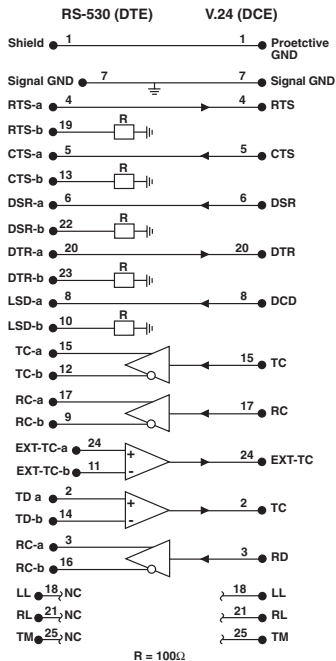 RS-530 (DTE) V.24 (DCE)
Shield 1 1 Proetctive
GND
Signal GND 7 7 Signal GND
RTS-a 4 4 RTS
RTS-b 19 R
CTS-a 5 5 CTS
CTS-b 13 R
DSR-a 6 6 DSR
DSR-b 22 R
DTR-a 20 20 DTR
DTR-b 23 R
LSD-a 8 8 DCD
LSD-b 10 R
TC-a 15
15 TC
TC-b 12
RC-a 17
17 RC
RC-b 9
EXT-TC-a 24 +
24 EXT-TC
EXT-TC-b 11 -
TD a 2 +
2 TC
TD-b 14 -
RC-a 3
3 RD
RC-b 16
LL 18 NC 18 LL
RL 21 NC 21 RL
TM 25 NC 25 TM
R = 100Ω